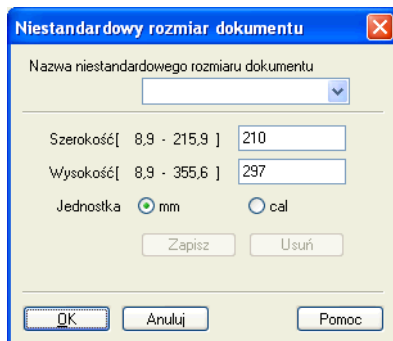 Niestandardowy rozmiar dokumentu
Nazwa niestandardowego rozmiaru dokumentu
Szerokość[ 8,9 - 215,9 ] 210
Wysokość[ 8,9 - 355,6 ] 297
Jednostka mm cal
Zapisz Usuń
OK Anuluj Pomoc